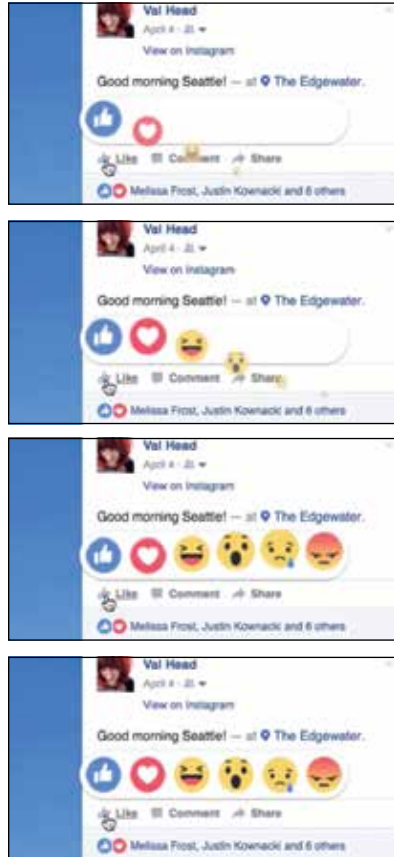 Val Head
April 4
View on Instagram
Good morning Seattle! — at The Edgewater.
Like Comment Share
Melissa Frost, Justin Kownacki and 6 others
Val Head
April 4
View on Instagram
Good morning Seattle! — at The Edgewater.
Like Comment Share
Melissa Frost, Justin Kownacki and 6 others
Val Head
April 4
View on Instagram
Good morning Seattle! — at The Edgewater.
Like Comment Share
Melissa Frost, Justin Kownacki and 6 others
Val Head
April 4
View on Instagram
Good morning Seattle! — at The Edgewater.
Like Comment Share
Melissa Frost, Justin Kownacki and 6 others